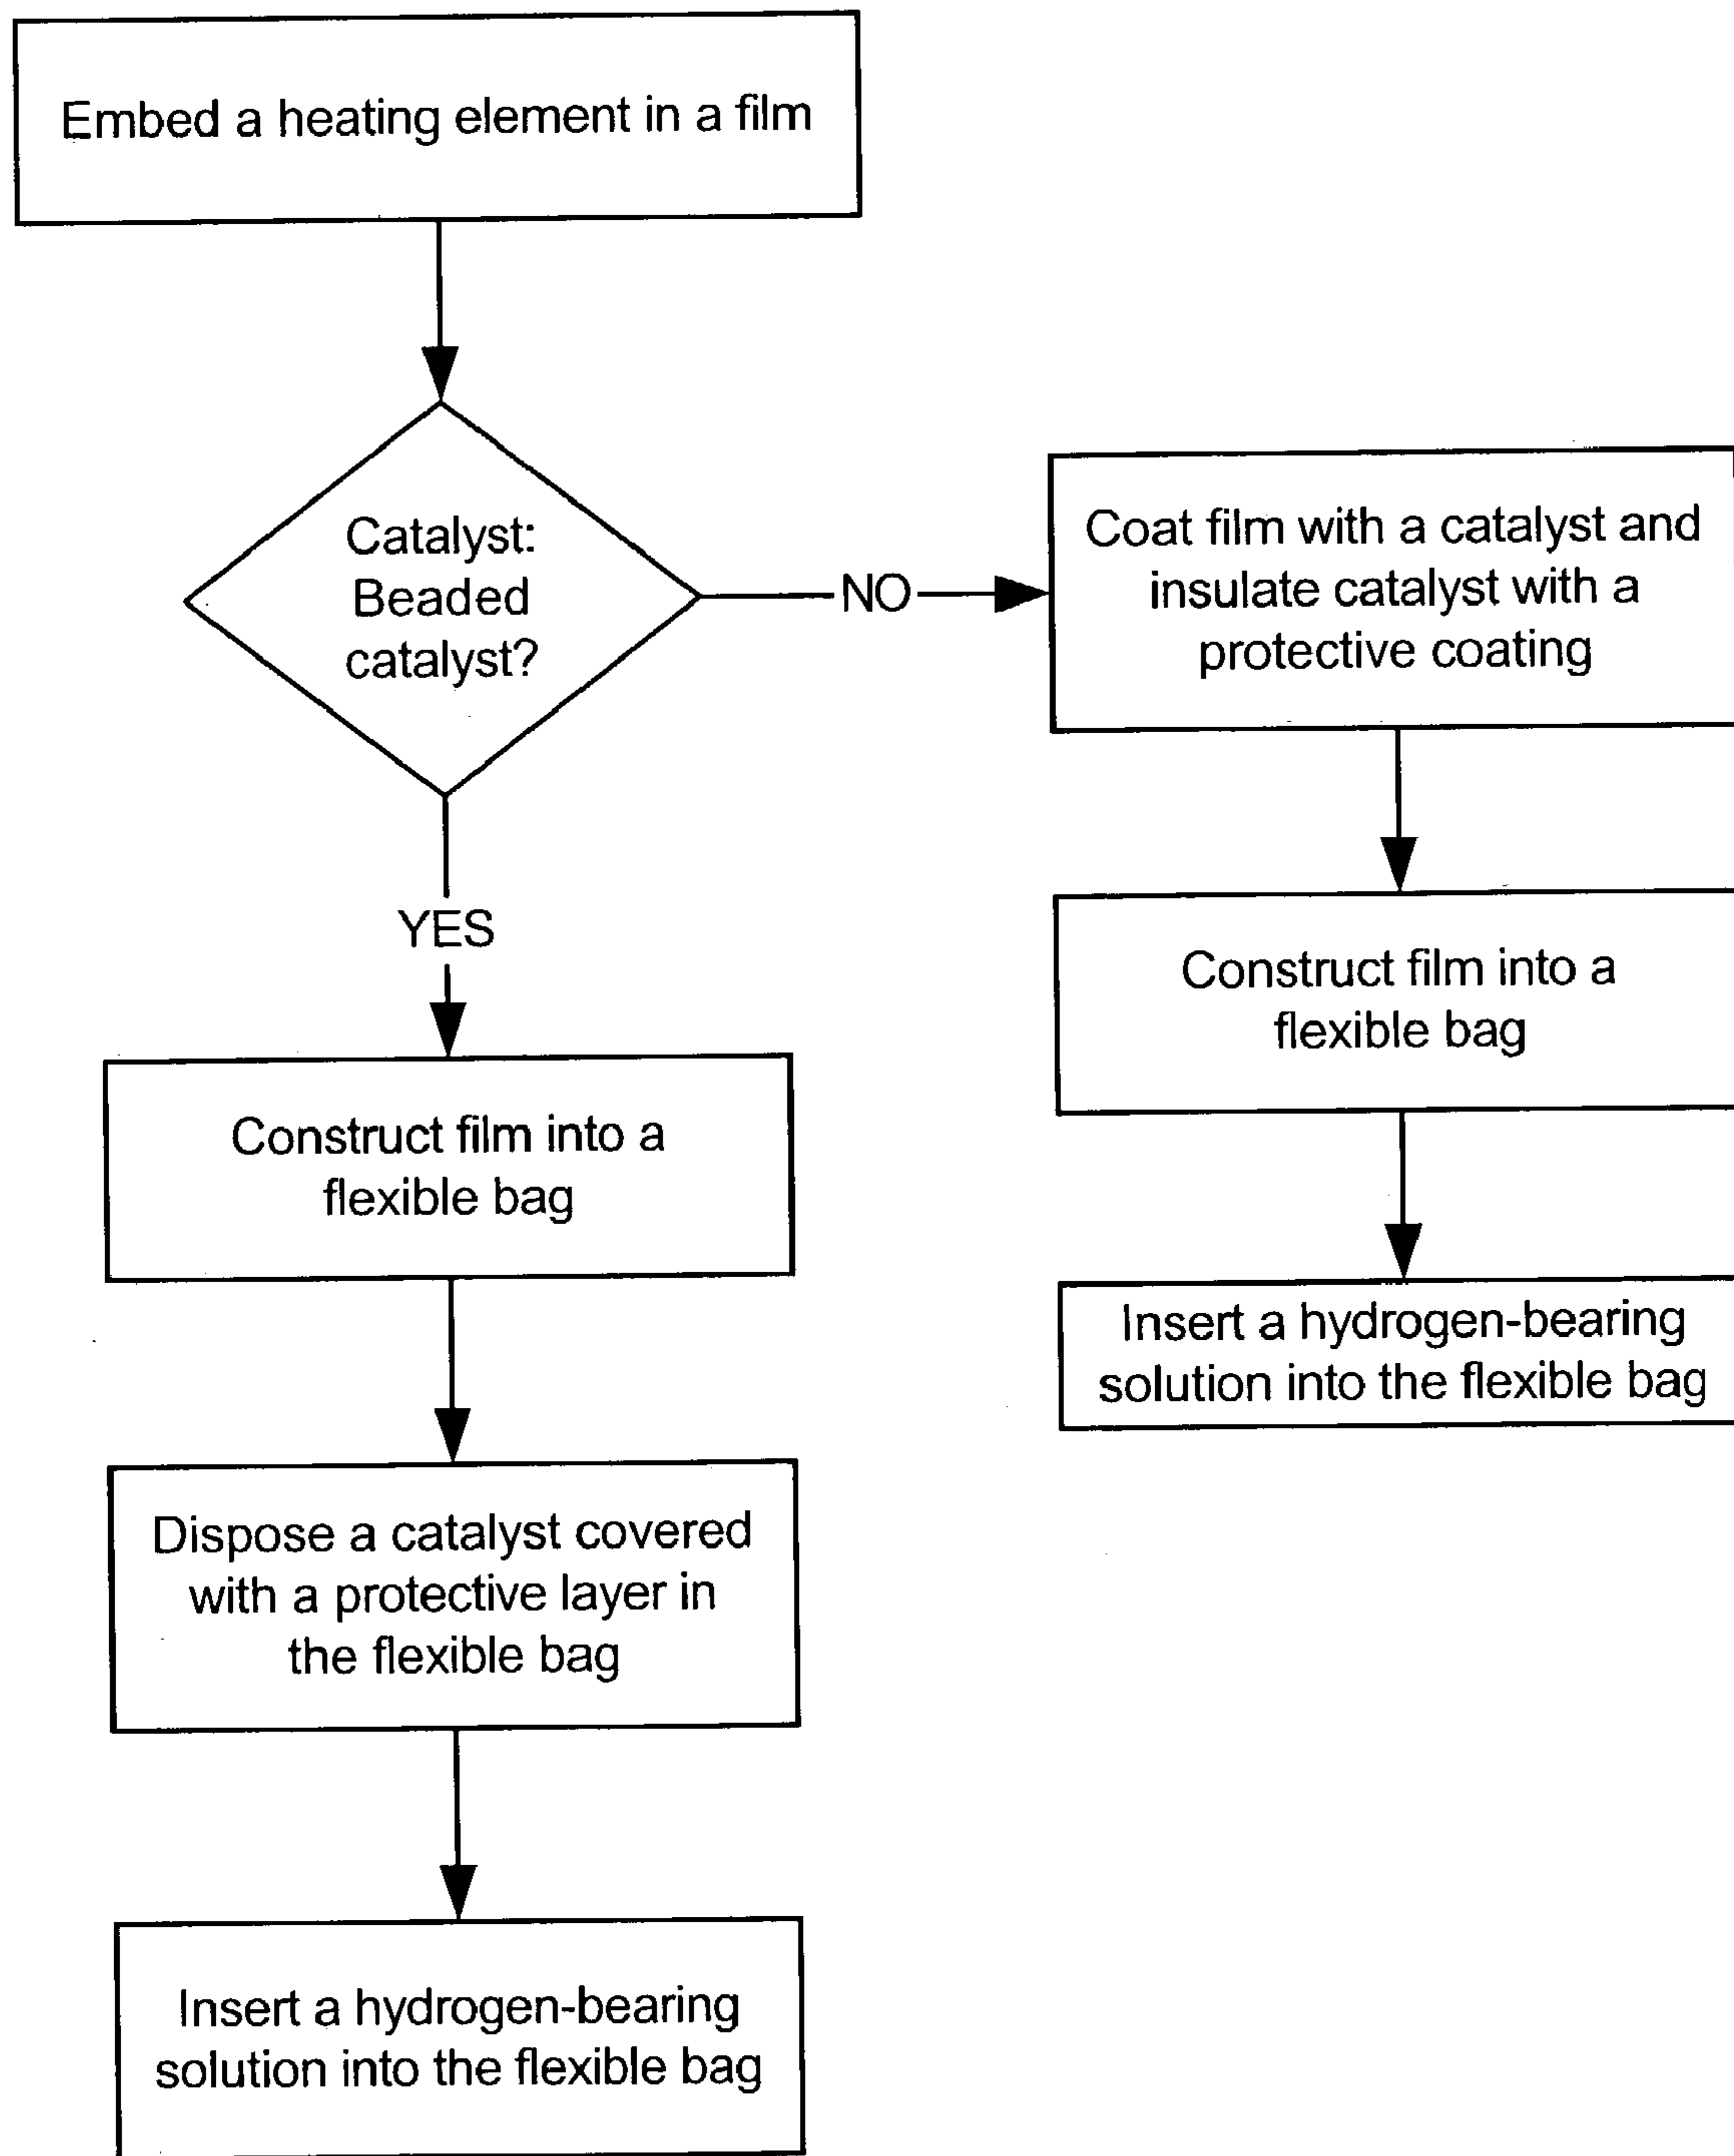 Embed a heating element in a film
Catalyst:
Beaded
catalyst?
NO
Coat film with a catalyst and
insulate catalyst with a
protective coating
Construct film into a
flexible bag
Insert a hydrogen-bearing
solution into the flexible bag
YES
Construct film into a
flexible bag
Dispose a catalyst covered
with a protective layer in
the flexible bag
Insert a hydrogen-bearing
solution into the flexible bag